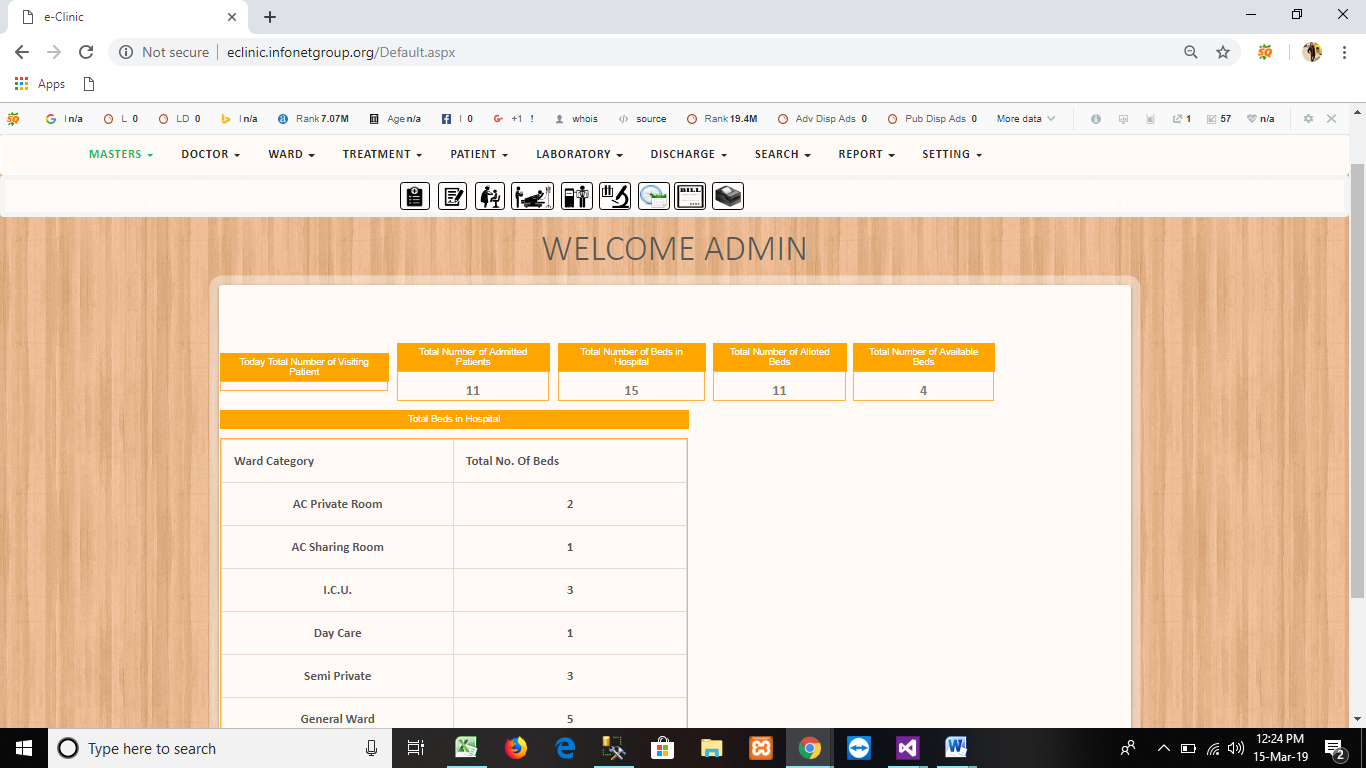 e-Clinic
Not secure
eclinic.infonetgroup.org/Default.aspx
Apps
I n/a
L 0
LD 0
I n/a
Rank 7.07M
Age n/a
I 0
+1 !
whois
source
Rank 19.4M
Adv Disp Ads 0
Pub Disp Ads 0
More data
1
57
n/a
MASTERS
DOCTOR
WARD
TREATMENT
PATIENT
LABORATORY
DISCHARGE
SEARCH
REPORT
SETTING
BILL
WELCOME ADMIN
Today Total Number of Visiting
Patient
Total Number of Admitted
Patients
11
Total Number of Beds in
Hospital
15
Total Number of Alloted
Beds
11
Total Number of Available
Beds
4
Total Beds in Hospital
Ward Category Total No. Of Beds
AC Private Room 2
AC Sharing Room 1
I.C.U. 3
Day Care 1
Semi Private 3
General Ward 5
Type here to search
12:24 PM
15-Mar-19
2